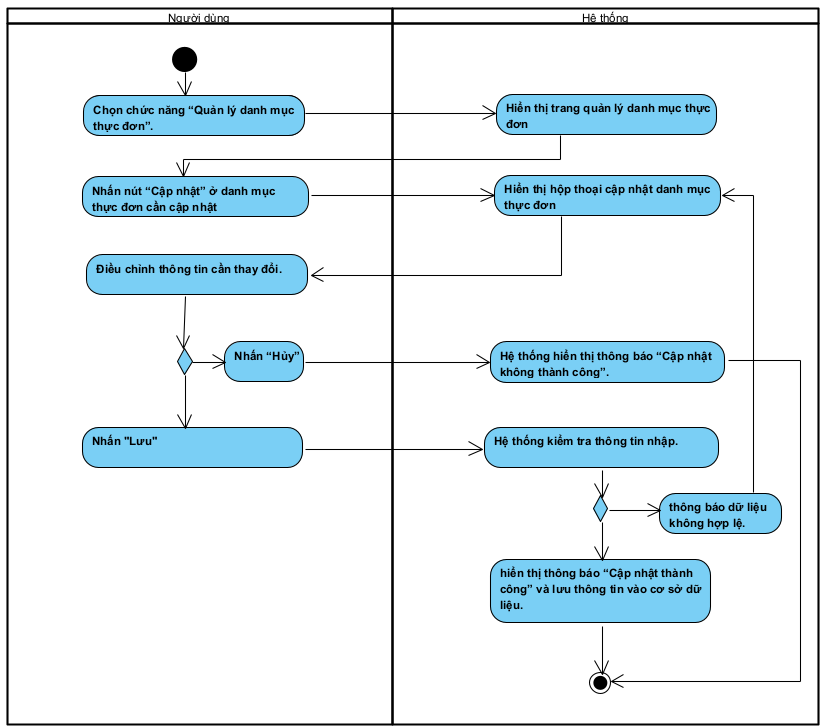 Người dùng
Hệ thống
Chọn chức năng “Quản lý danh mục
thực đơn”.
Hiển thị trang quản lý danh mục thực
đơn
Nhấn nút “Cập nhật” ở danh mục
thực đơn cần cập nhật
Hiển thị hộp thoại cập nhật danh mục
thực đơn
Điều chỉnh thông tin cần thay đổi.
Nhấn “Hủy”
Hệ thống hiển thị thông báo “Cập nhật
không thành công”.
Nhấn "Lưu"
Hệ thống kiểm tra thông tin nhập.
thông báo dữ liệu
không hợp lệ.
hiển thị thông báo “Cập nhật thành
công” và lưu thông tin vào cơ sở dữ
liệu.